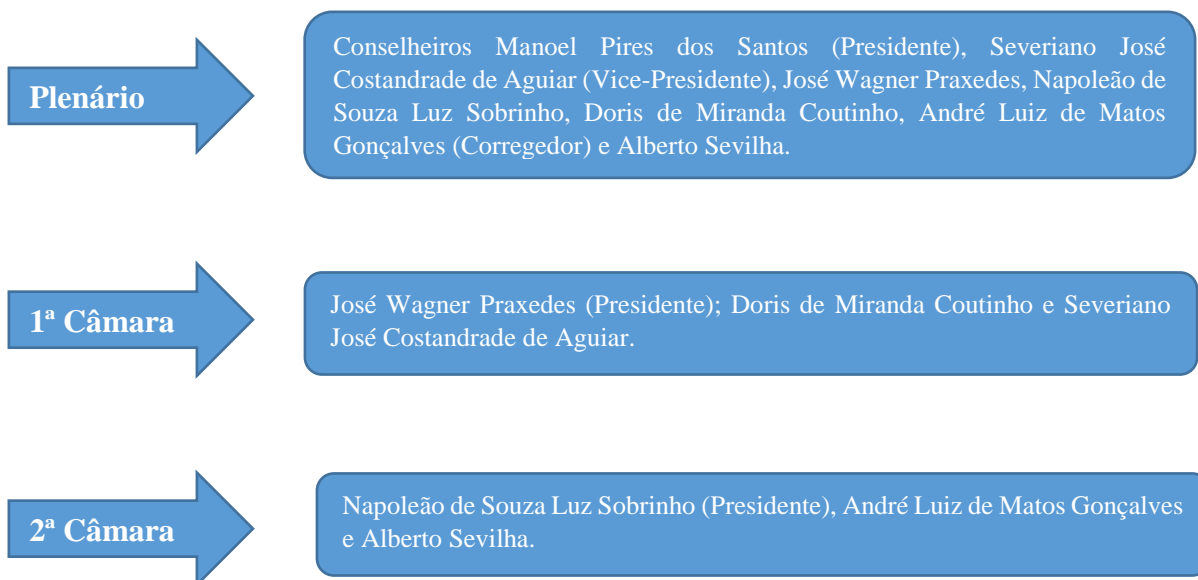 Plenário
Conselheiros Manoel Pires dos Santos (Presidente), Severiano José
Costandrade de Aguiar (Vice-Presidente), José Wagner Praxedes, Napoleão de
Souza Luz Sobrinho, Doris de Miranda Coutinho, André Luiz de Matos
Gonçalves (Corregedor) e Alberto Sevilha.
1ª Câmara
José Wagner Praxedes (Presidente); Doris de Miranda Coutinho e Severiano
José Costandrade de Aguiar.
2ª Câmara
Napoleão de Souza Luz Sobrinho (Presidente), André Luiz de Matos Gonçalves
e Alberto Sevilha.